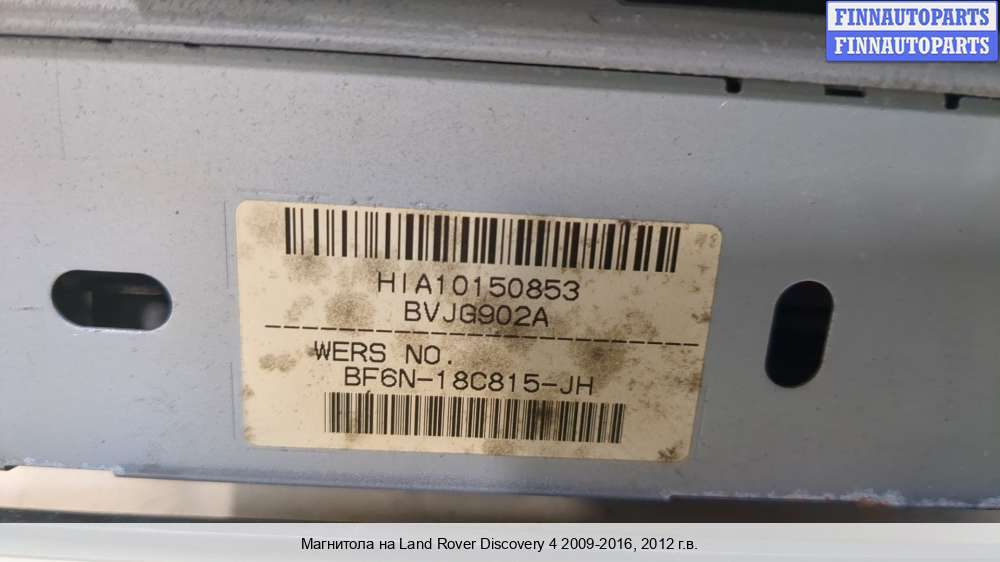 FINNAUTOPARTS
FINNAUTOPARTS
HIA10150853
BVJG902A
WERS NO.
BF6N-18C815-JH
Магнитола на Land Rover Discovery 4 2009-2016, 2012 г.в.